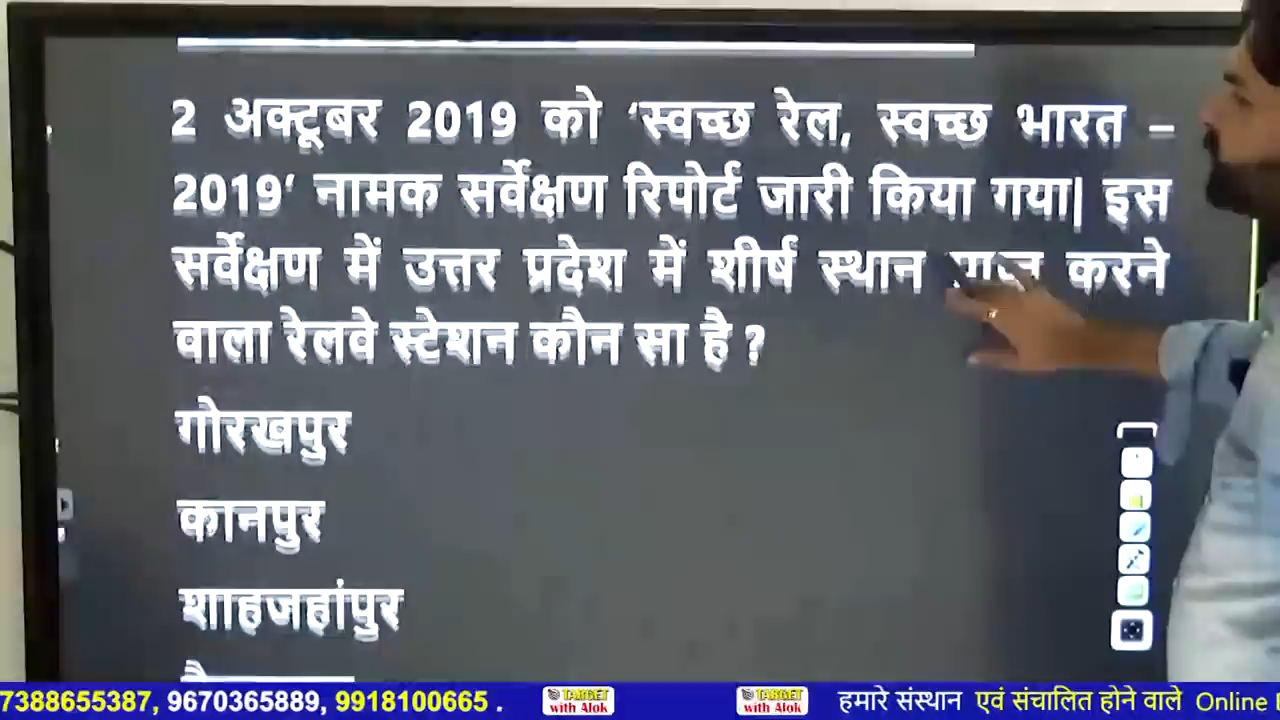 2 अक्टूबर 2019 को ‘स्वच्छ रेल, स्वच्छ भारत –
2019’ नामक सर्वेक्षण रिपोर्ट जारी किया गया| इस
सर्वेक्षण में उत्तर प्रदेश में शीर्ष स्थान करने
वाला रेलवे स्टेशन कौन सा है ?
गोरखपुर
कानपुर
शाहजहांपुर
7388655387, 9670365889, 9918100665 . TARGET with Alok TARGET with Alok हमारे संस्थान एवं संचालित होने वाले Online